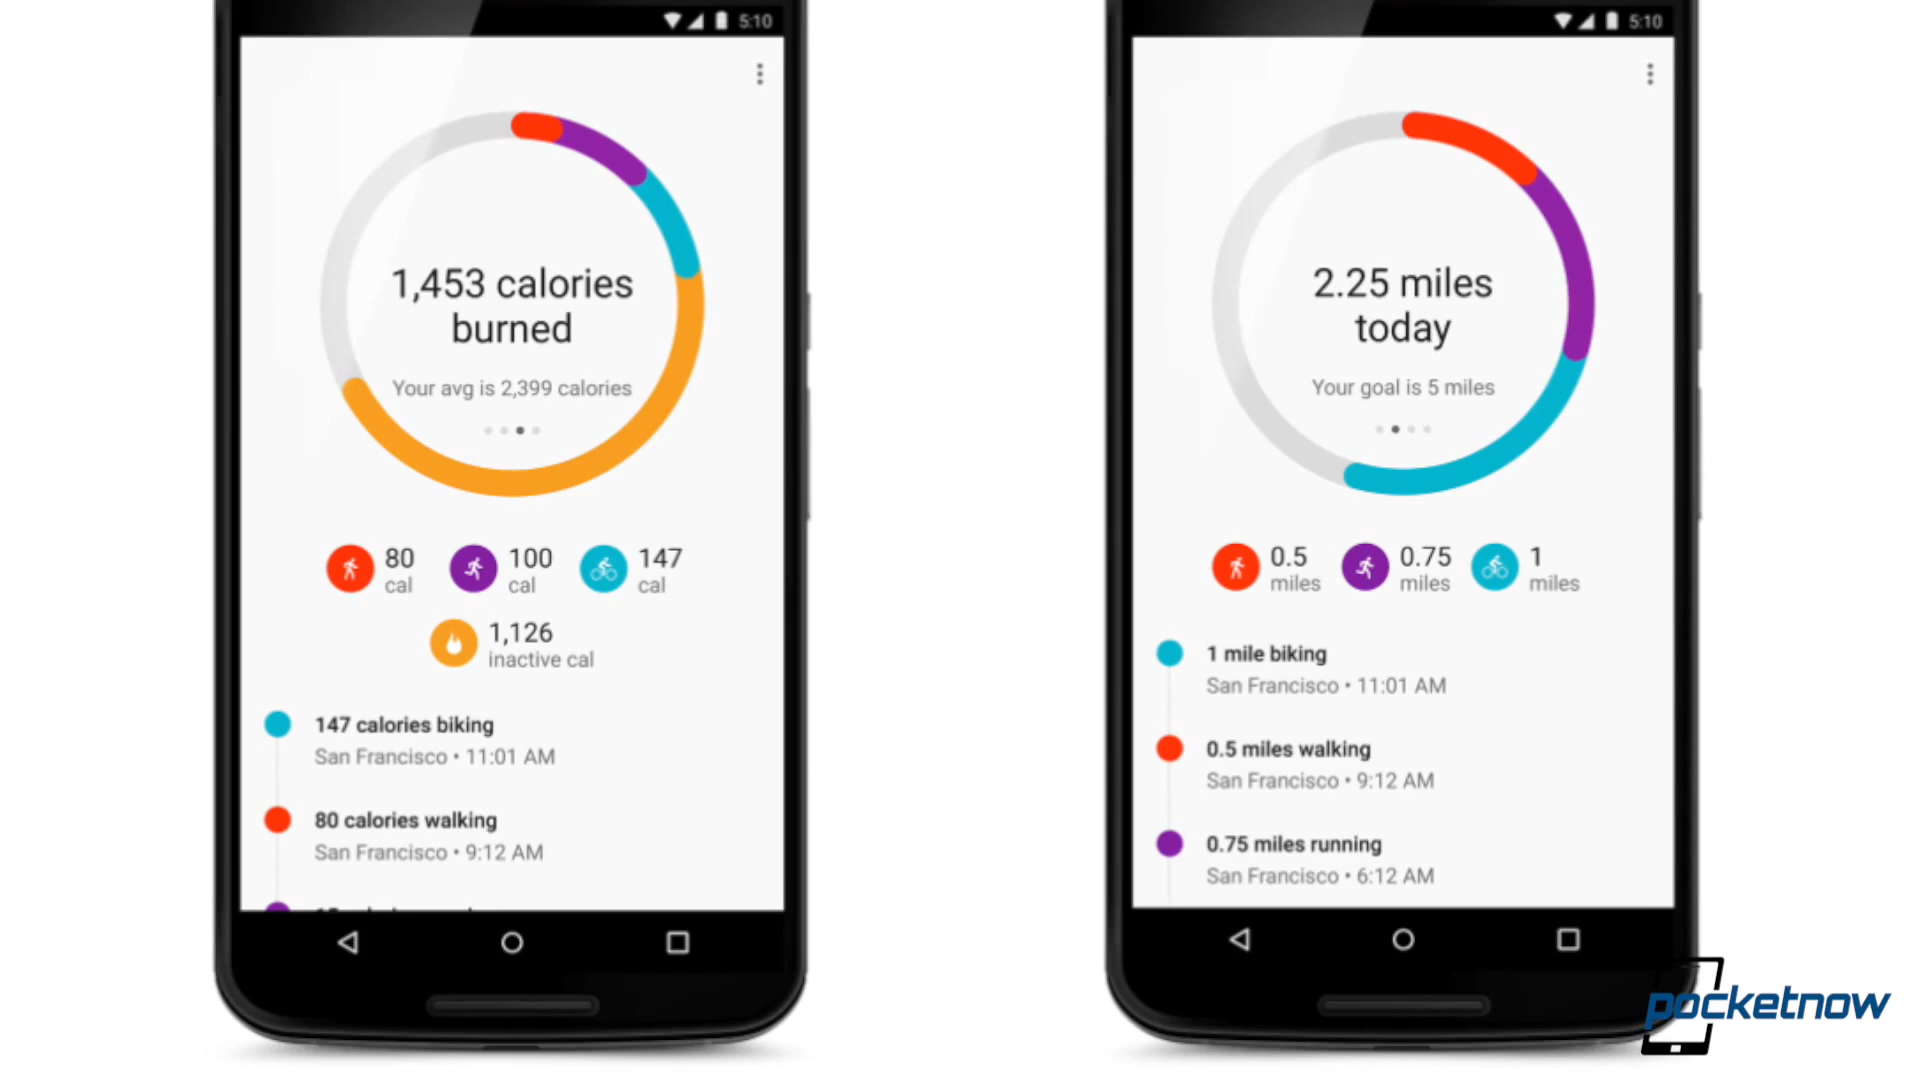 5:10
1,453 calories
burned
Your avg is 2,399 calories
80
cal
100
cal
147
cal
1,126
inactive cal
147 calories biking
San Francisco • 11:01 AM
80 calories walking
San Francisco • 9:12 AM
5:10
2.25 miles
today
Your goal is 5 miles
0.5
miles
0.75
miles
1
miles
1 mile biking
San Francisco • 11:01 AM
0.5 miles walking
San Francisco • 9:12 AM
0.75 miles running
San Francisco • 6:12 AM
pocketnow